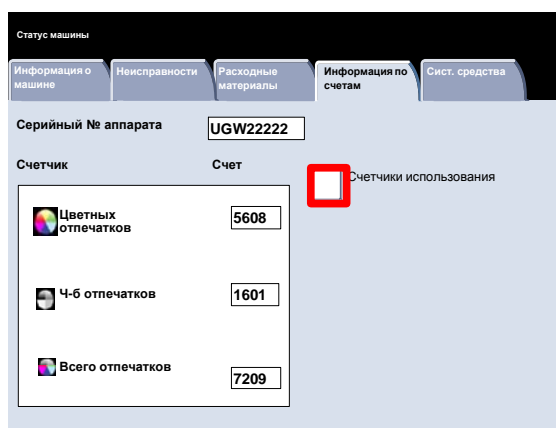 Статус машины
Информация о машине
Неисправности
Расходные материалы
Информация по счетам
Сист. средства
Серийный № аппарата
UGW22222
Счетчик
Счет
Счетчики использования
Цветных отпечатков
5608
Ч-б отпечатков
1601
Всего отпечатков
7209